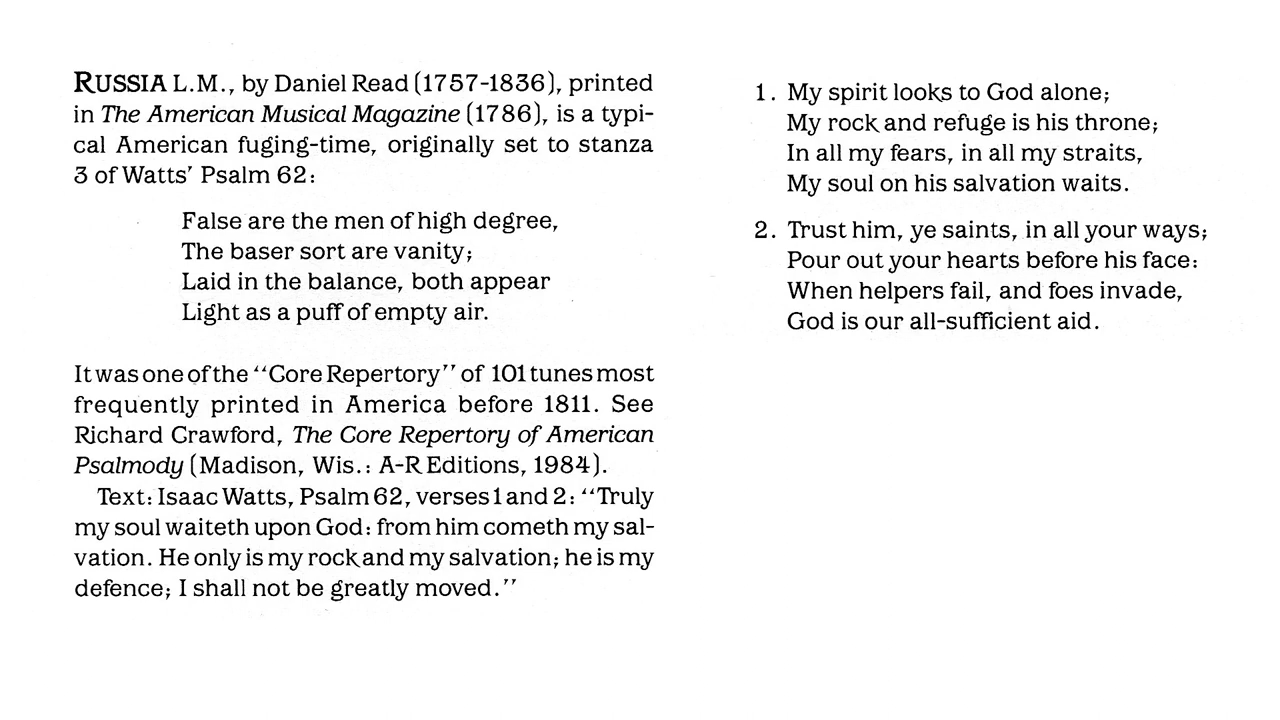 RUSSIA L.M., by Daniel Read (1757-1836), printed
in The American Musical Magazine (1786), is a typi-
cal American fuging-time, originally set to stanza
3 of Watts' Psalm 62:
False are the men of high degree,
The baser sort are vanity;
Laid in the balance, both appear
Light as a puff of empty air.
It was one of the “Core Repertory” of 101 tunes most
frequently printed in America before 1811. See
Richard Crawford, The Core Repertory of American
Psalmody (Madison, Wis.: A-R Editions, 1984).
Text: Isaac Watts, Psalm 62, verses 1 and 2: “Truly
my soul waiteth upon God: from him cometh my sal-
vation. He only is my rock and my salvation; he is my
defence; I shall not be greatly moved.”
1. My spirit looks to God alone;
My rock and refuge is his throne;
In all my fears, in all my straits,
My soul on his salvation waits.
2. Trust him, ye saints, in all your ways;
Pour out your hearts before his face:
When helpers fail, and foes invade,
God is our all-sufficient aid.